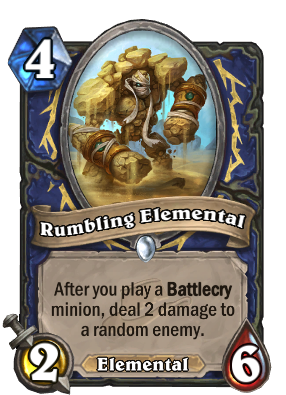 4
Rumbling Elemental
After you play a Battlecry
minion, deal 2 damage to
a random enemy.
2
Elemental
6